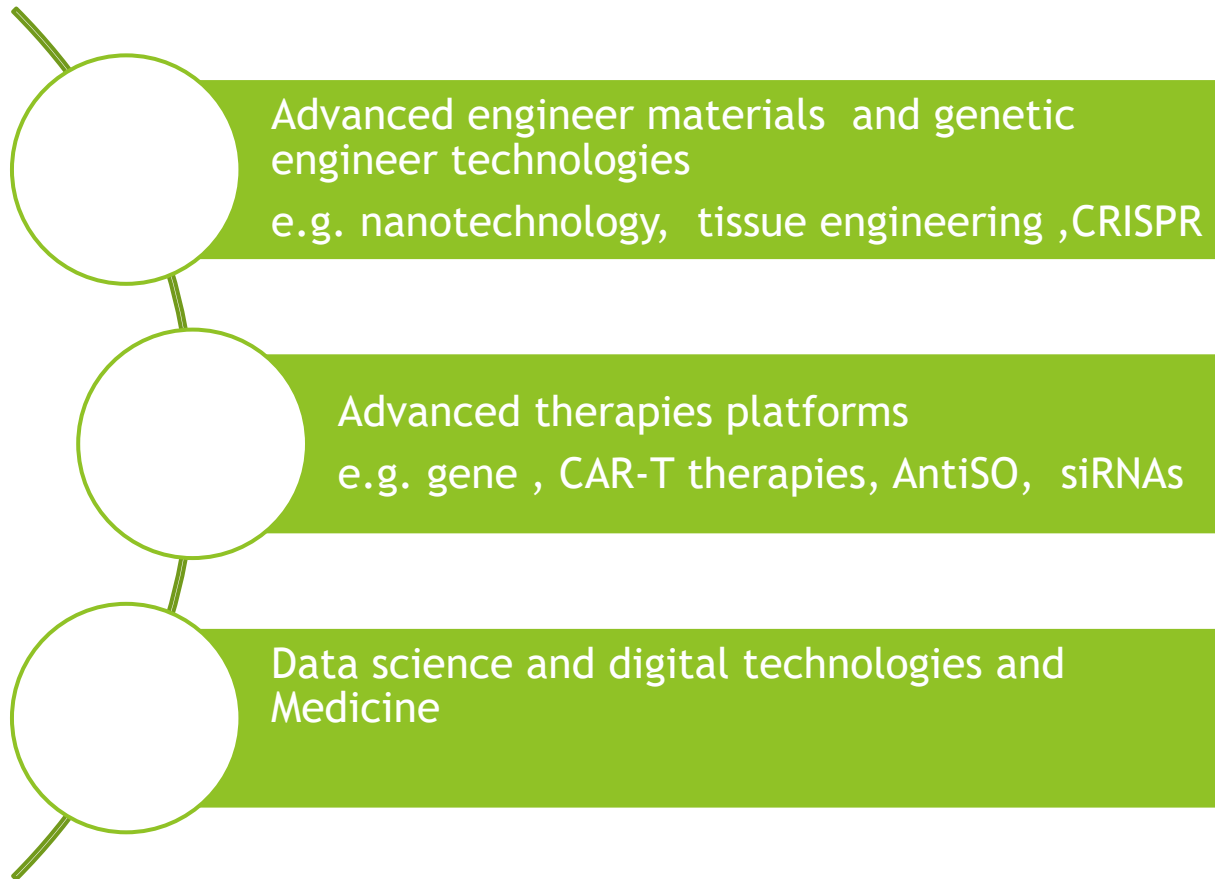 Advanced engineer materials  and genetic
engineer technologies
e.g. nanotechnology,  tissue engineering ,CRISPR
Advanced therapies platforms
e.g. gene , CAR-T therapies, AntiSO,  siRNAs
Data science and digital technologies and
Medicine